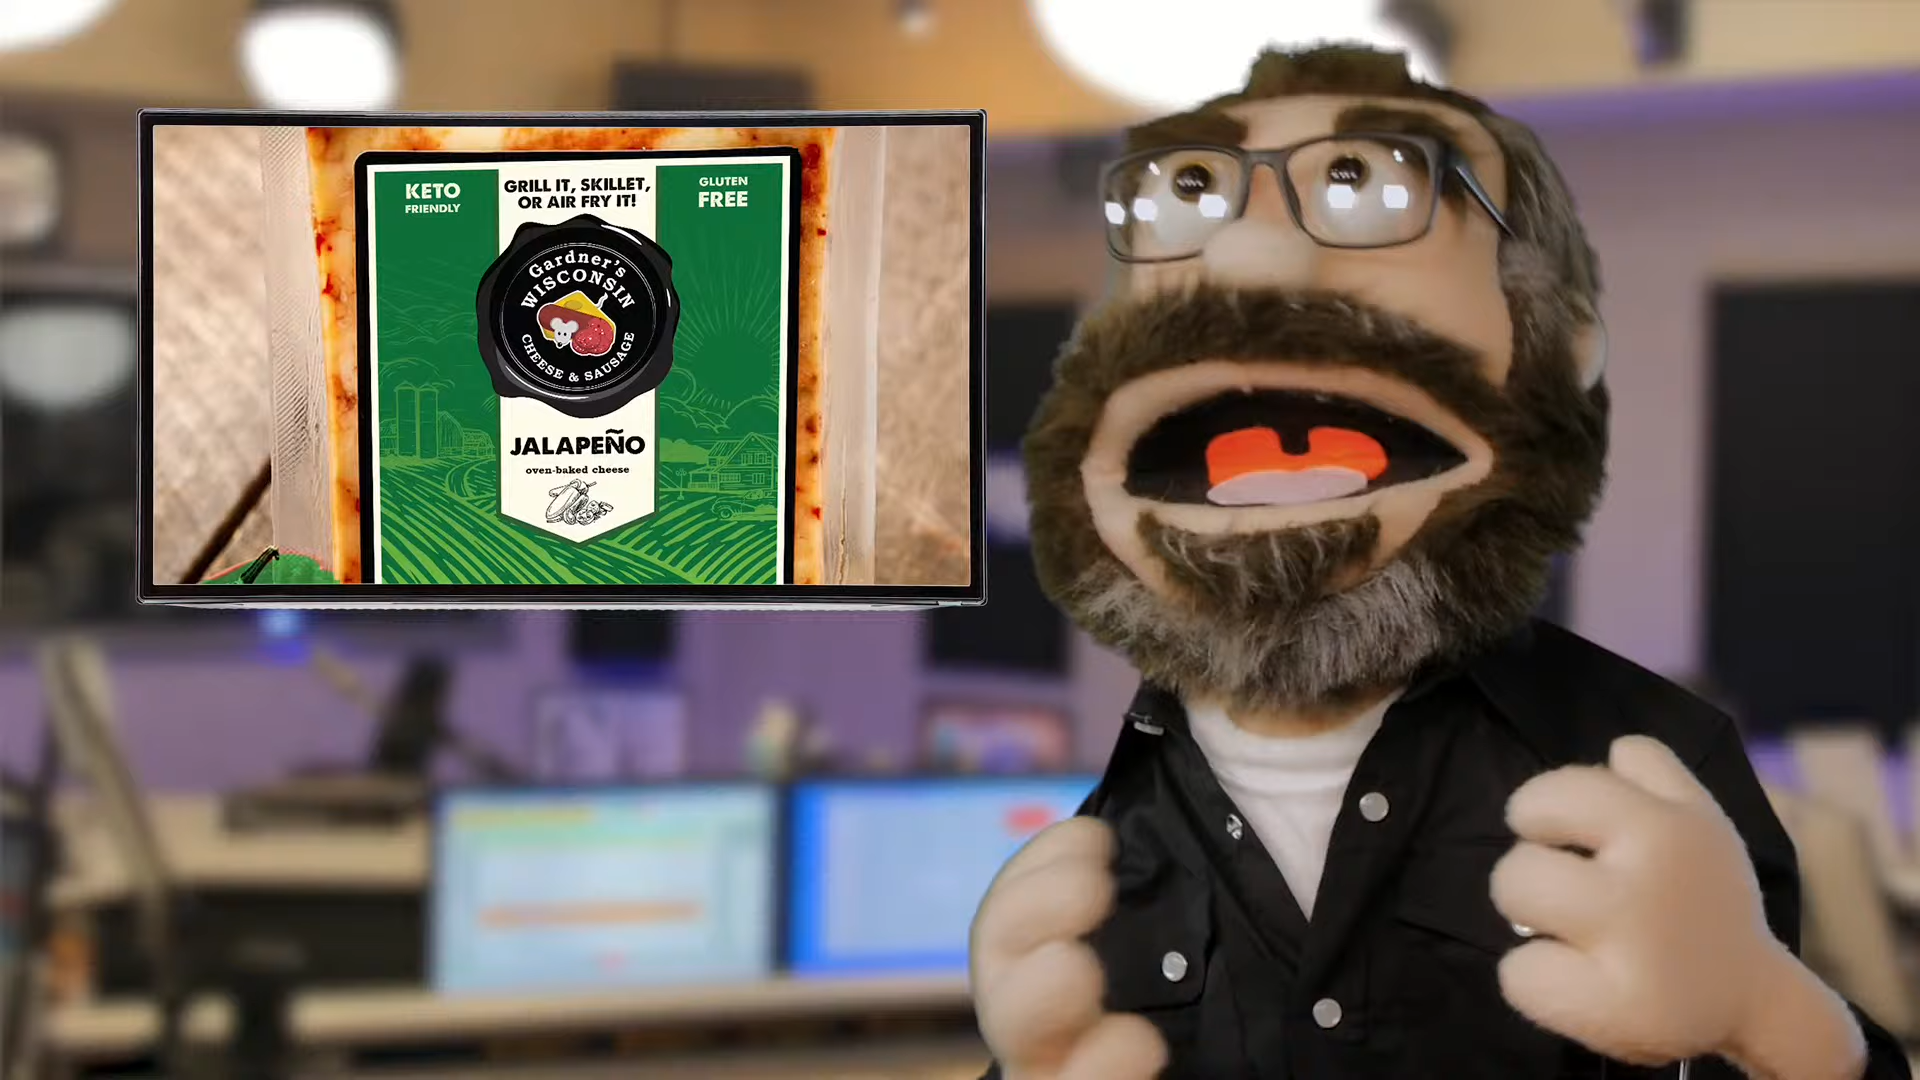 KETO
FRIENDLY
GRILL IT, SKILLET,
OR AIR FRY IT!
GLUTEN
FREE
Gardner's
WISCONSIN
CHEESE & SAUSAGE
JALAPEÑO
oven-baked cheese